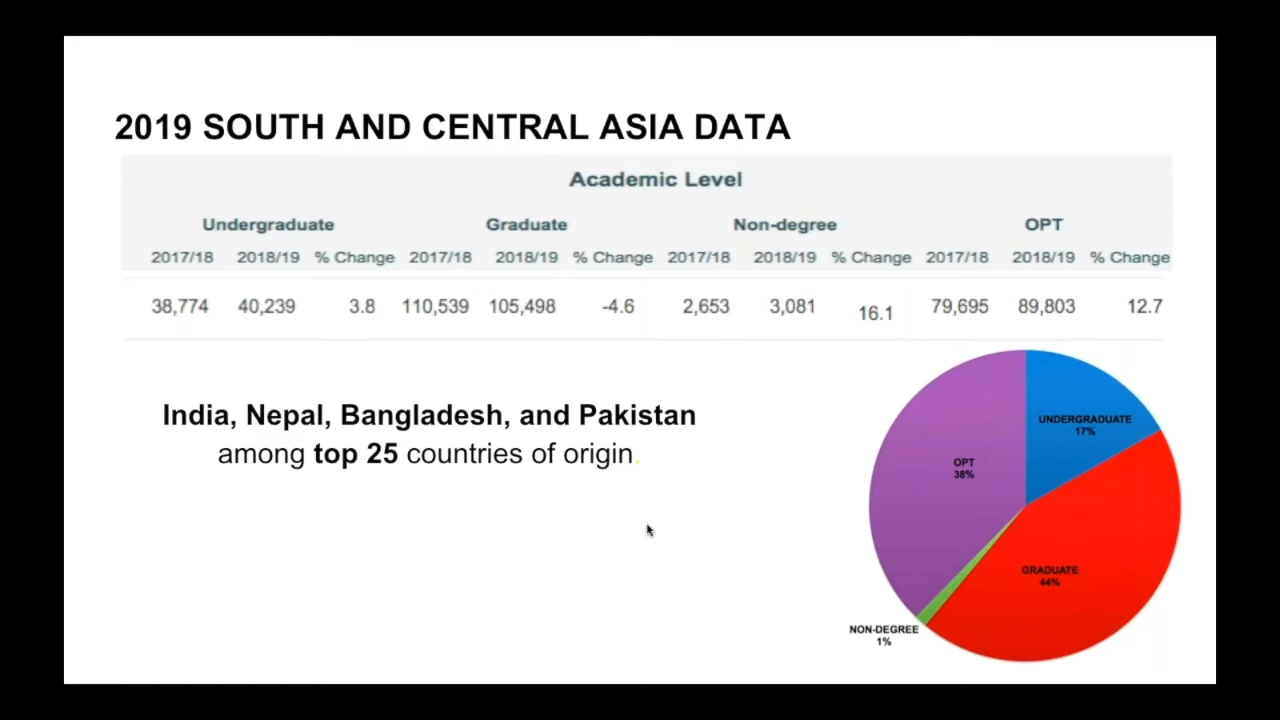 2019 SOUTH AND CENTRAL ASIA DATA
Academic Level
Undergraduate Graduate Non-degree OPT
2017/18 2018/19 % Change 2017/18 2018/19 % Change 2017/18 2018/19 % Change 2017/18 2018/19 % Change
38,774 40,239 3.8 110,539 105,498 -4.6 2,653 3,081 16.1 79,695 89,803 12.7
India, Nepal, Bangladesh, and Pakistan
among top 25 countries of origin.
UNDERGRADUATE
17%
OPT
38%
GRADUATE
44%
NON-DEGREE
1%